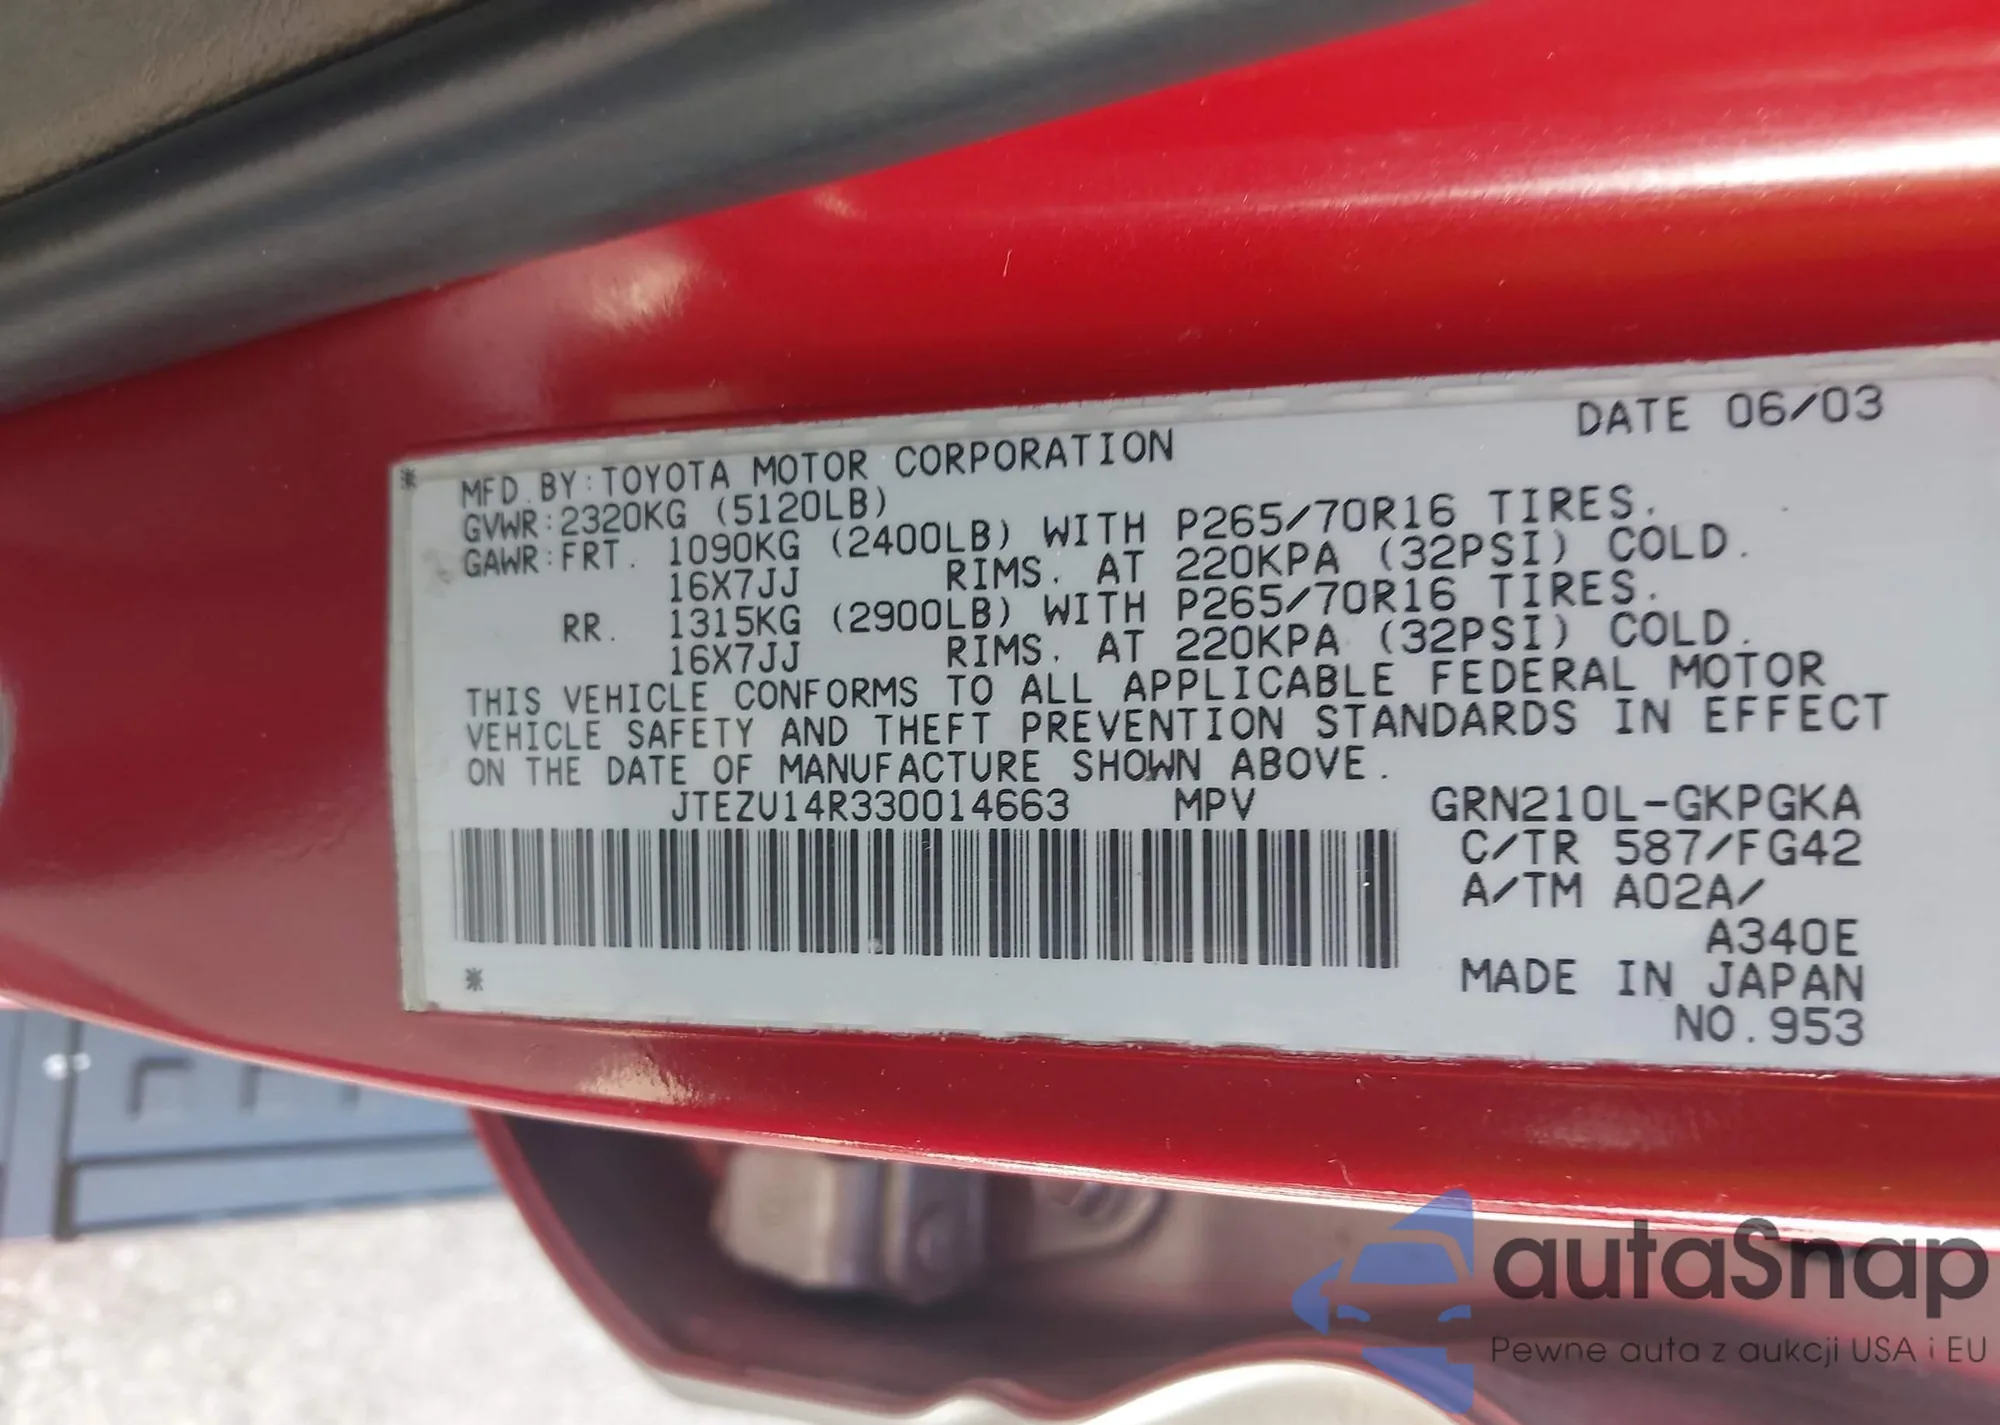 DATE 06/03
* MFD.BY:TOYOTA MOTOR CORPORATION
GVWR:2320KG (5120LB)
GAWR:FRT. 1090KG (2400LB) WITH P265/70R16 TIRES.
16X7JJ RIMS. AT 220KPA (32PSI) COLD.
RR. 1315KG (2900LB) WITH P265/70R16 TIRES.
16X7JJ RIMS. AT 220KPA (32PSI) COLD.
THIS VEHICLE CONFORMS TO ALL APPLICABLE FEDERAL MOTOR
VEHICLE SAFETY AND THEFT PREVENTION STANDARDS IN EFFECT
ON THE DATE OF MANUFACTURE SHOWN ABOVE.
JTEZU14R330014663 MPV GRN210L-GKPGKA
C/TR 587/FG42
A/TM A02A/
A340E
* MADE IN JAPAN
NO.953
autaSnap
Pewne auta z aukcji USA i EU